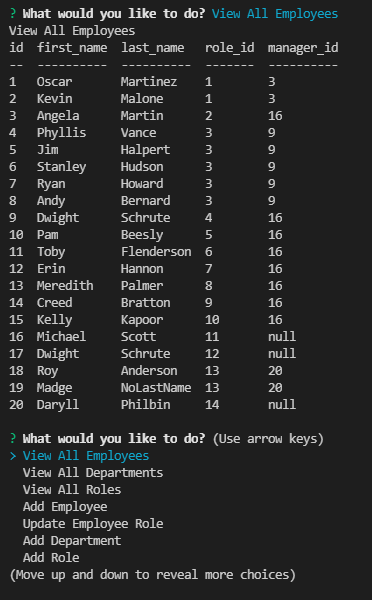 ? What would you like to do? View All Employees
View All Employees
id  first_name  last_name   role_id  manager_id
--  ----------  ----------  -------  ----------
1   Oscar       Martinez    1        3
2   Kevin       Malone      1        3
3   Angela      Martin      2        16
4   Phyllis     Vance       3        9
5   Jim         Halpert     3        9
6   Stanley     Hudson      3        9
7   Ryan        Howard      3        9
8   Andy        Bernard     3        9
9   Dwight      Schrute     4        16
10  Pam         Beesly      5        16
11  Toby        Flenderson  6        16
12  Erin        Hannon      7        16
13  Meredith    Palmer      8        16
14  Creed       Bratton     9        16
15  Kelly       Kapoor      10       16
16  Michael     Scott       11       null
17  Dwight      Schrute     12       null
18  Roy         Anderson    13       20
19  Madge       NoLastName  13       20
20  Daryll      Philbin     14       null
? What would you like to do? (Use arrow keys)
> View All Employees
  View All Departments
  View All Roles
  Add Employee
  Update Employee Role
  Add Department
  Add Role
(Move up and down to reveal more choices)